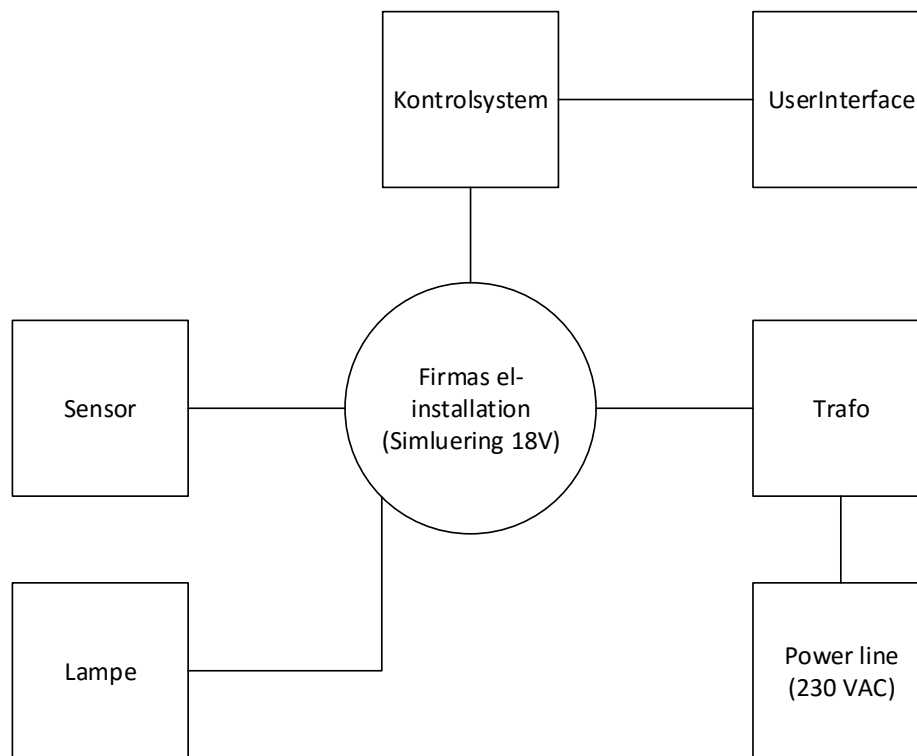 Kontrolsystem
UserInterface
Sensor
Firmas el-
installation
(Simluering 18V)
Trafo
Lampe
Power line
(230 VAC)